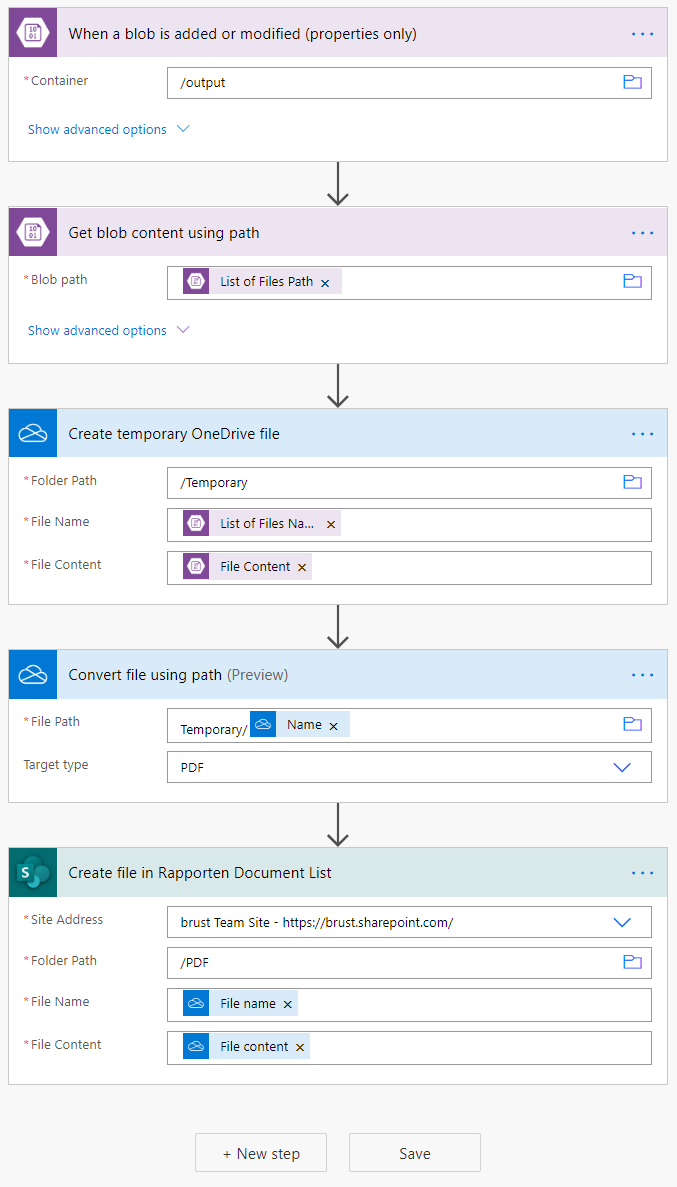 When a blob is added or modified (properties only)
* Container
/output
Show advanced options
Get blob content using path
* Blob path
List of Files Path ×
Show advanced options
Create temporary OneDrive file
* Folder Path
/Temporary
* File Name
List of Files Na... ×
* File Content
File Content ×
Convert file using path (Preview)
* File Path
Temporary/ Name ×
Target type
PDF
Create file in Rapporten Document List
* Site Address
brust Team Site - https://brust.sharepoint.com/
* Folder Path
/PDF
* File Name
File name ×
* File Content
File content ×
+ New step
Save